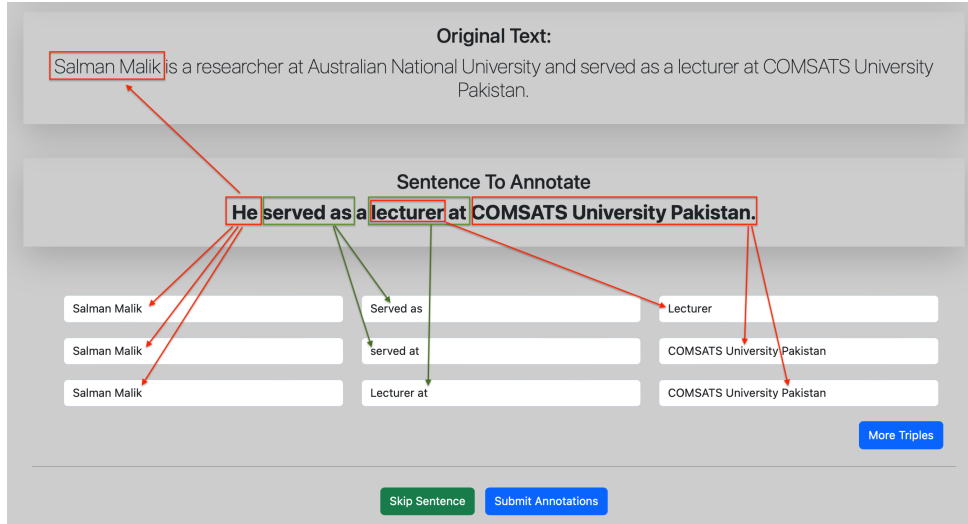 Original Text:
Salman Malik is a researcher at Australian National University and served as a lecturer at COMSATS University
Pakistan.
Sentence To Annotate
He served as a lecturer at COMSATS University Pakistan.
Salman Malik Served as Lecturer
Salman Malik served at COMSATS University Pakistan
Salman Malik Lecturer at COMSATS University Pakistan
More Triples
Skip Sentence Submit Annotations